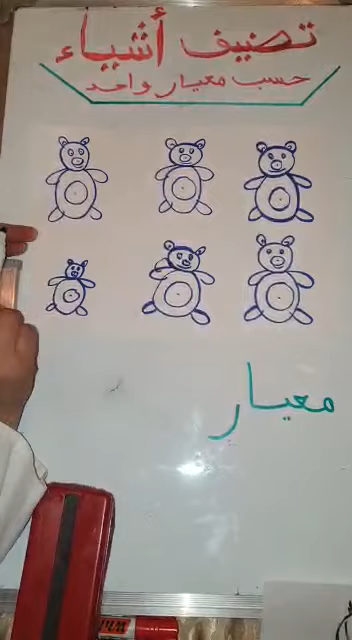 تصنيف أشياء
حسب معيار واحد
معيار